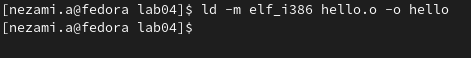 [nezami.a@fedora lab04]$ ld -m elf_i386 hello.o -o hello
[nezami.a@fedora lab04]$